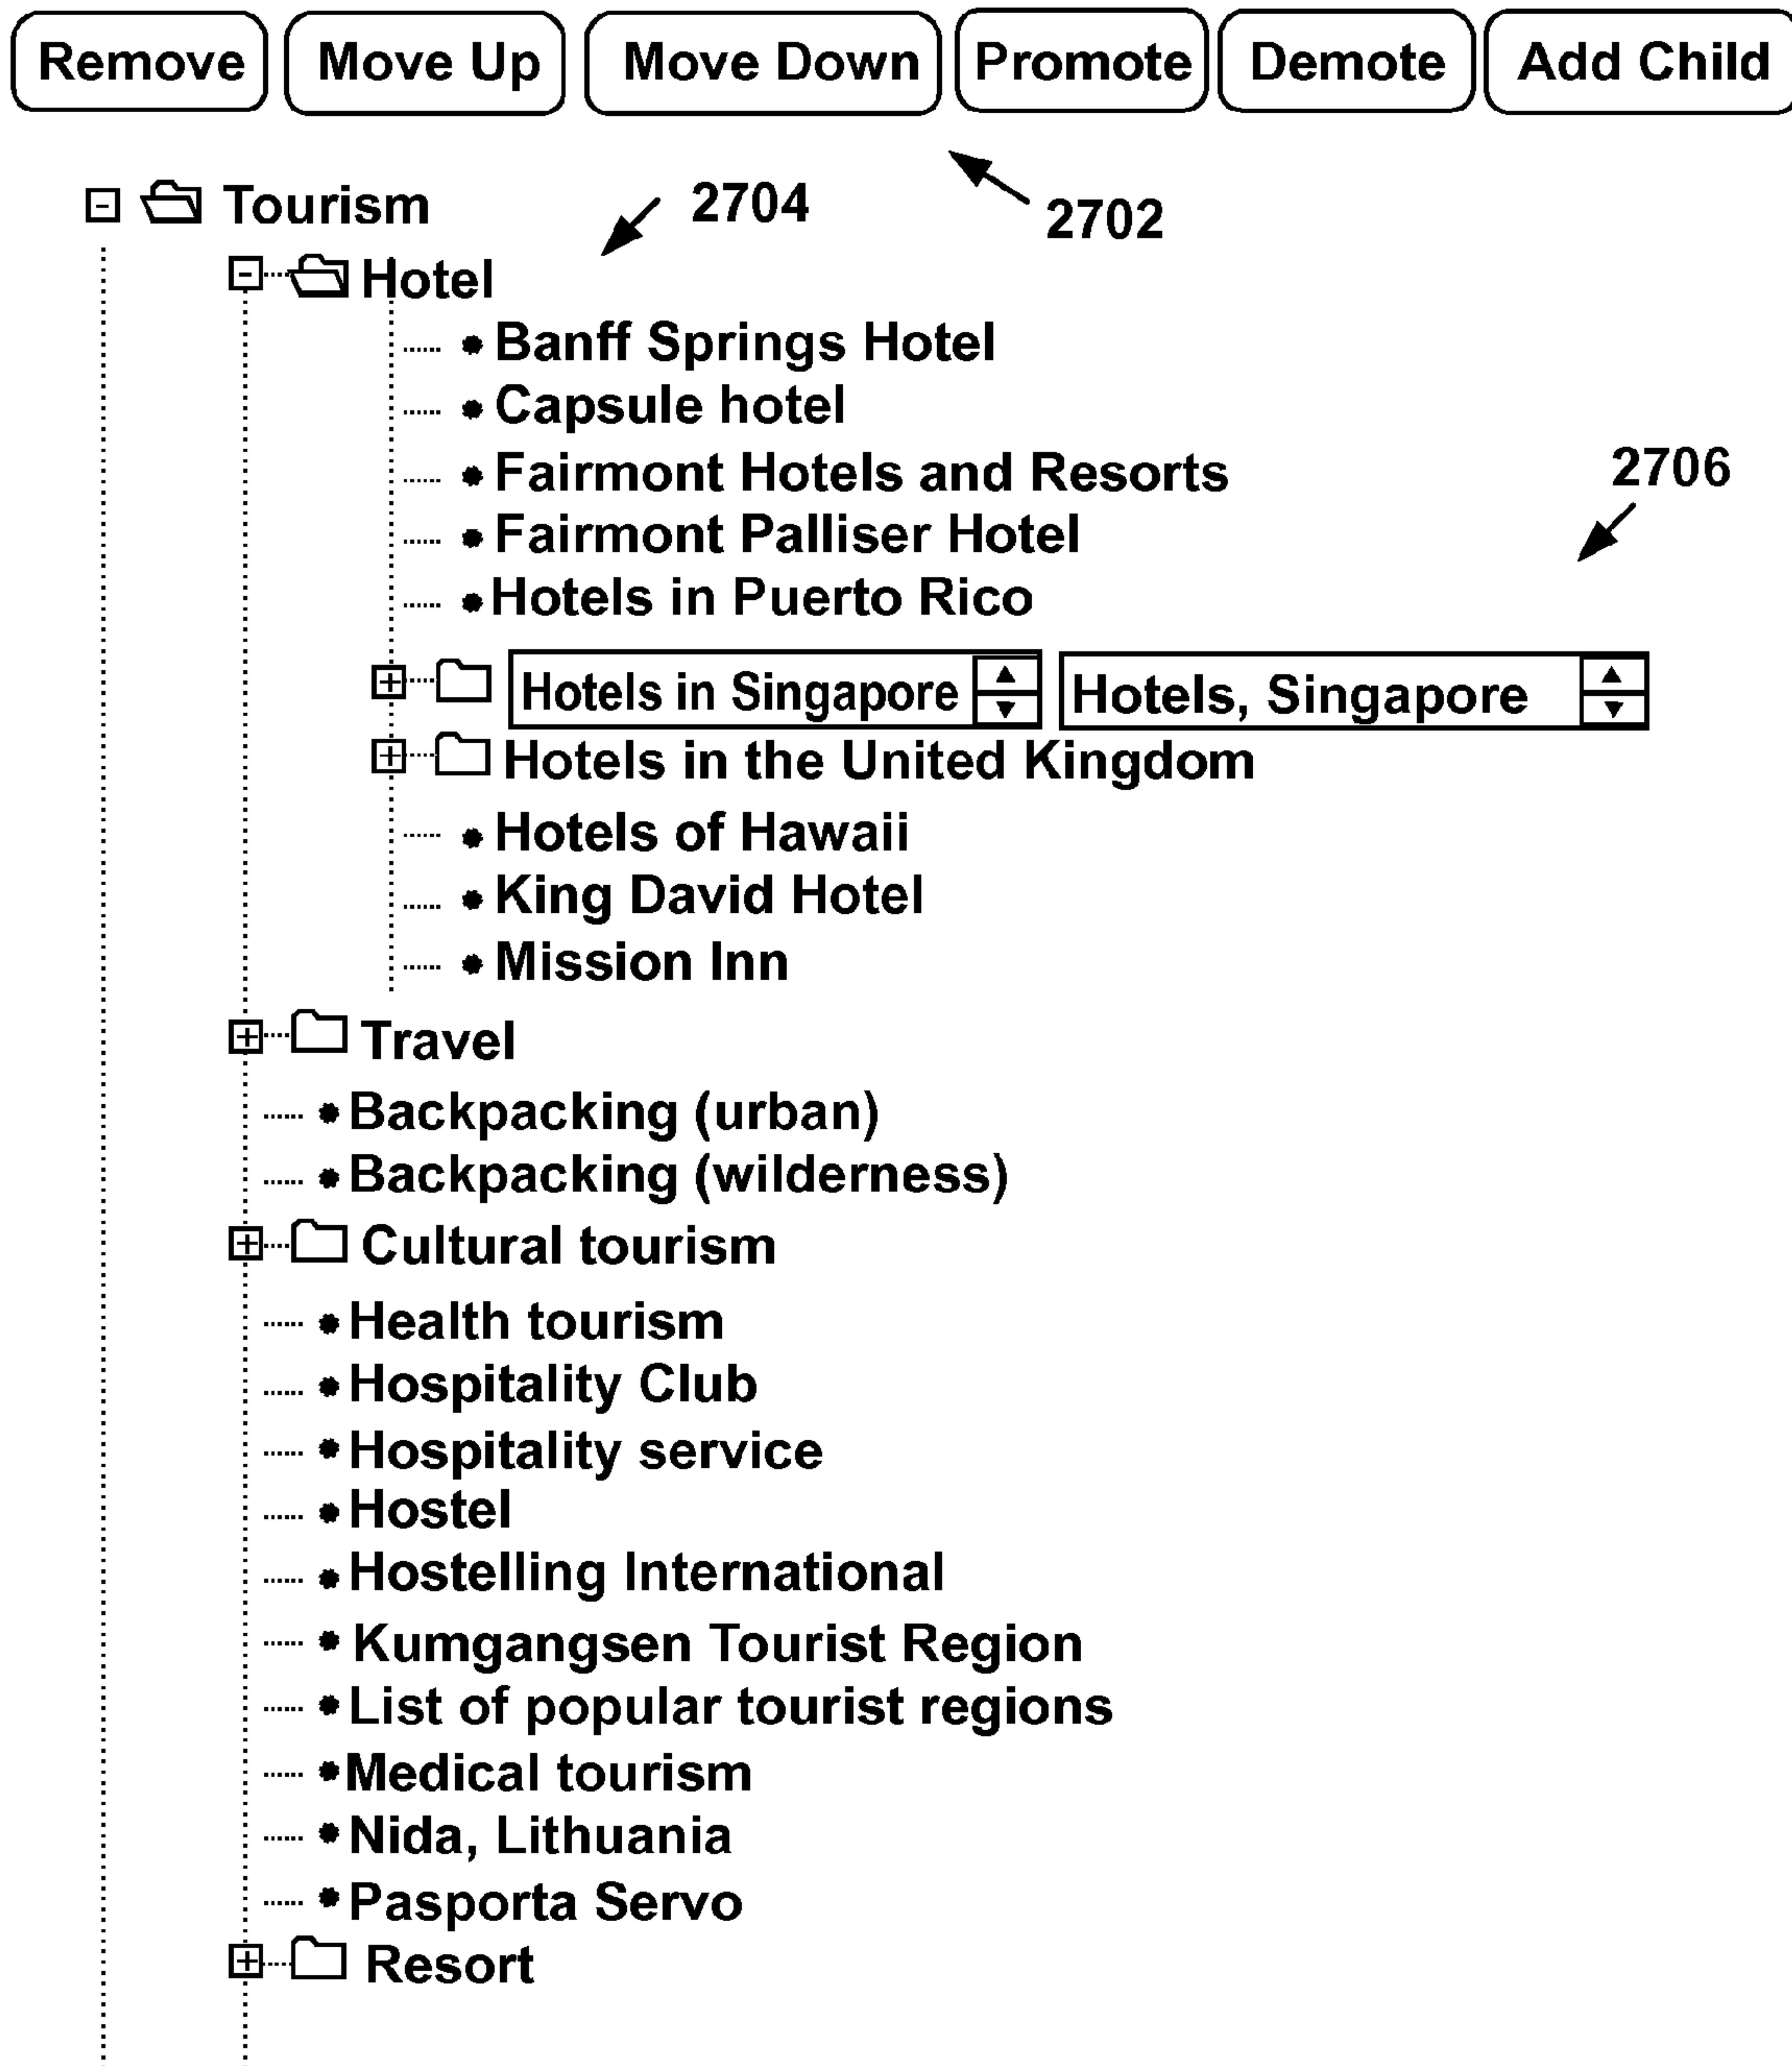 Remove Move Up Move Down Promote Demote Add Child
Tourism
2704
2702
Hotel
Banff Springs Hotel
Capsule hotel
Fairmont Hotels and Resorts
2706
Fairmont Palliser Hotel
Hotels in Puerto Rico
Hotels in Singapore Hotels, Singapore
Hotels in the United Kingdom
Hotels of Hawaii
King David Hotel
Mission Inn
Travel
Backpacking (urban)
Backpacking (wilderness)
Cultural tourism
Health tourism
Hospitality Club
Hospitality service
Hostel
Hostelling International
Kumgangsen Tourist Region
List of popular tourist regions
Medical tourism
Nida, Lithuania
Pasporta Servo
Resort